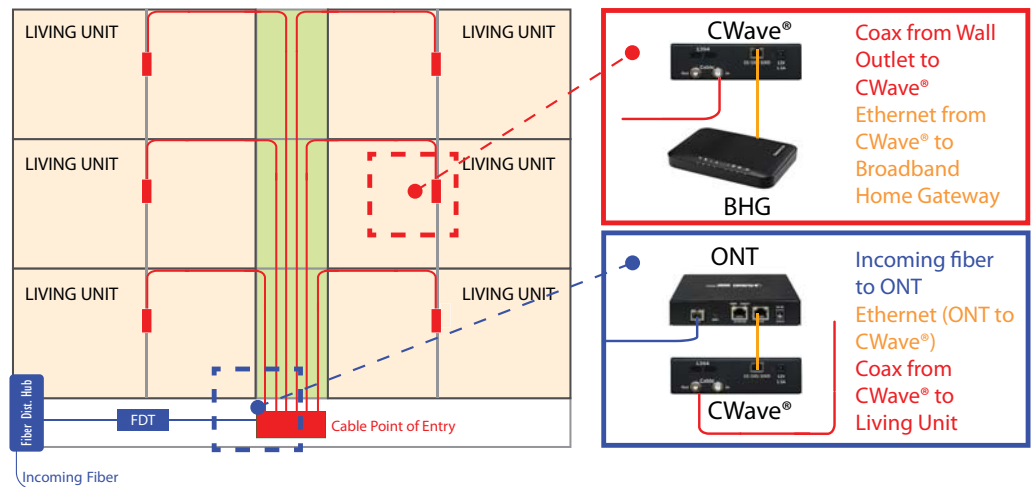 LIVING UNIT
LIVING UNIT
LIVING UNIT
LIVING UNIT
LIVING UNIT
LIVING UNIT
Fiber Dist. Hub
FDT
Cable Point of Entry
Incoming Fiber
CWave®
BHG
Coax from Wall
Outlet to
CWave®
Ethernet from
CWave® to
Broadband
Home Gateway
ONT
CWave®
Incoming fiber
to ONT
Ethernet (ONT to
CWave®)
Coax from
CWave® to
Living Unit